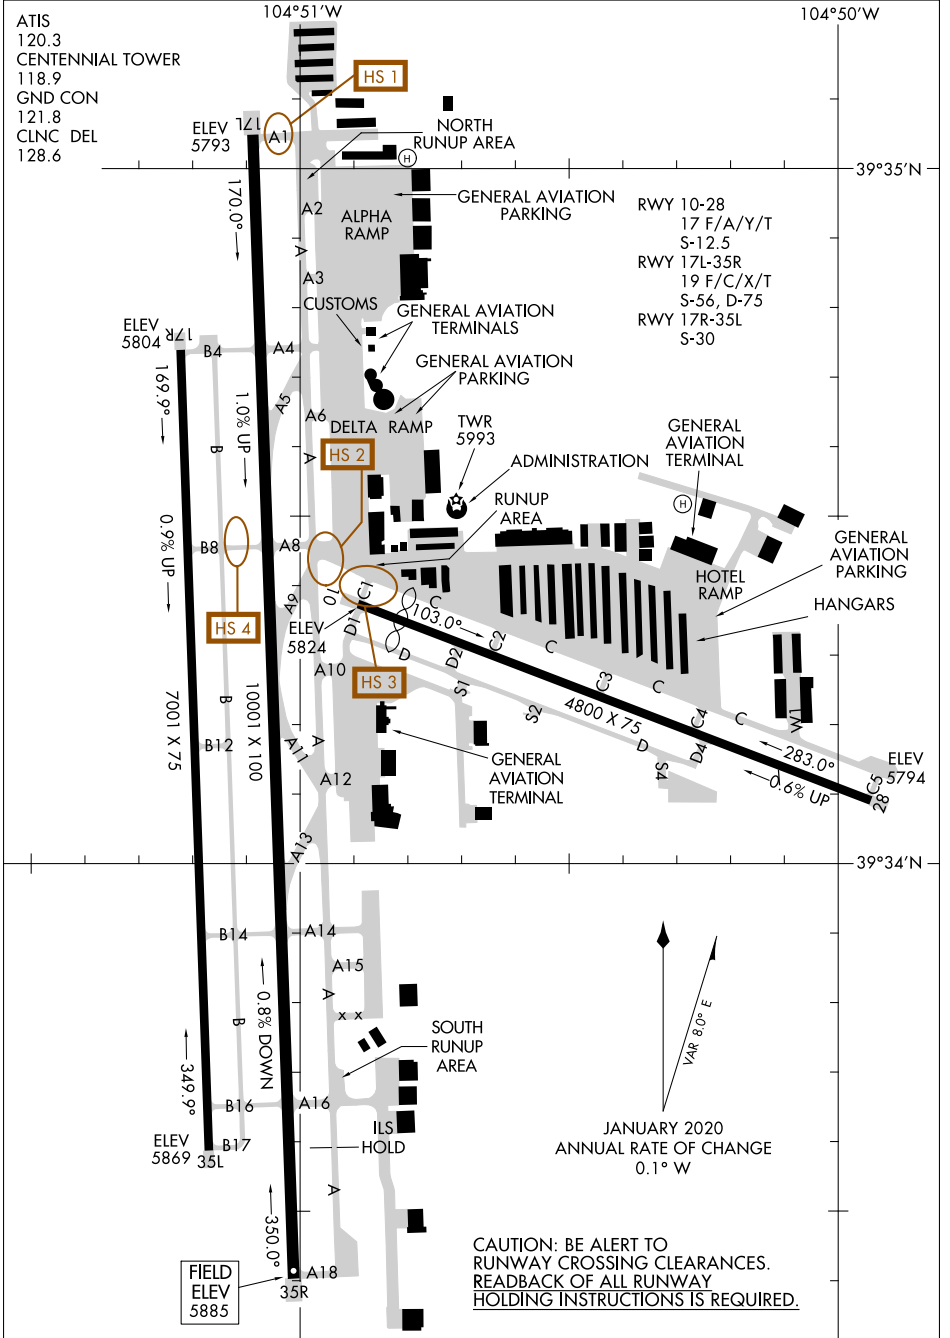 104°51'W
104°50'W
ATIS
120.3
CENTENNIAL TOWER
118.9
GND CON
121.8
CLNC DEL
128.6
HS 1
ELEV
5793
17L
A1
NORTH
RUNUP AREA
H
39°35'N
170.0°
A2
ALPHA
RAMP
GENERAL AVIATION
PARKING
RWY 10-28
17 F/A/Y/T
S-12.5
RWY 17L-35R
19 F/C/X/T
S-56, D-75
RWY 17R-35L
S-30
A
A3
CUSTOMS
GENERAL AVIATION
TERMINALS
ELEV
5804
17R
B4
A4
GENERAL AVIATION
PARKING
169.9°
1.0% UP
A5
A6
DELTA RAMP
TWR
5993
GENERAL
AVIATION
TERMINAL
B
A
HS 2
ADMINISTRATION
RUNUP
AREA
H
0.9% UP
B8
A8
GENERAL
AVIATION
PARKING
HOTEL
RAMP
HANGARS
A9
10
C1
C
HS 4
ELEV
5824
D1
103.0°
C2
C
D
D2
A10
HS 3
S1
C3
C
S2
4800 X 75
C4
C
W1
B
7001 X 75
10001 X 100
B12
A11
A
D
D4
S4
283.0°
ELEV
5794
0.6% UP
C5
28
A12
GENERAL
AVIATION
TERMINAL
A13
39°34'N
B14
A14
A15
A
X X
B
0.8% DOWN
SOUTH
RUNUP
AREA
VAR 8.0° E
349.9°
B16
A16
ILS
HOLD
ELEV
5869
35L
B17
JANUARY 2020
ANNUAL RATE OF CHANGE
0.1° W
A
350.0°
FIELD
ELEV
5885
A18
35R
CAUTION: BE ALERT TO
RUNWAY CROSSING CLEARANCES.
READBACK OF ALL RUNWAY
HOLDING INSTRUCTIONS IS REQUIRED.